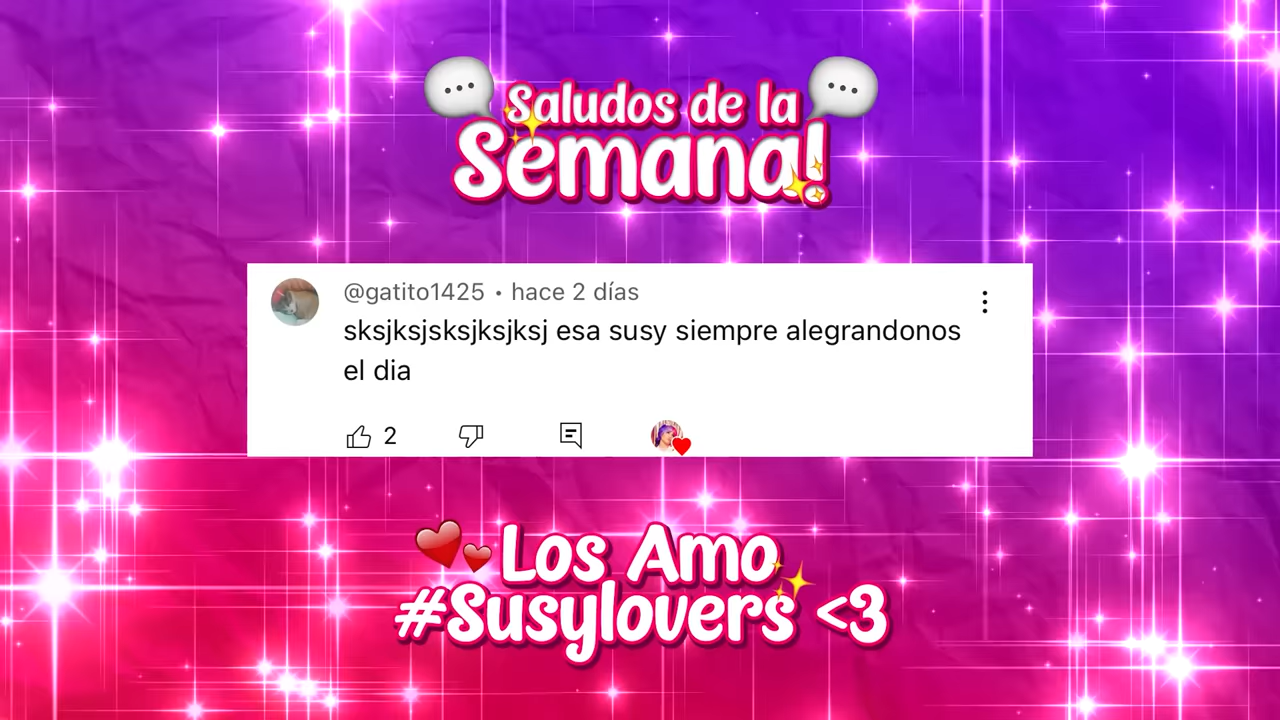 Saludos de la
Semana!
@gatito1425 • hace 2 días
sksjksjsksjksjksj esa susy siempre alegrandonos
el dia
2
Los Amo
#Susylovers <3